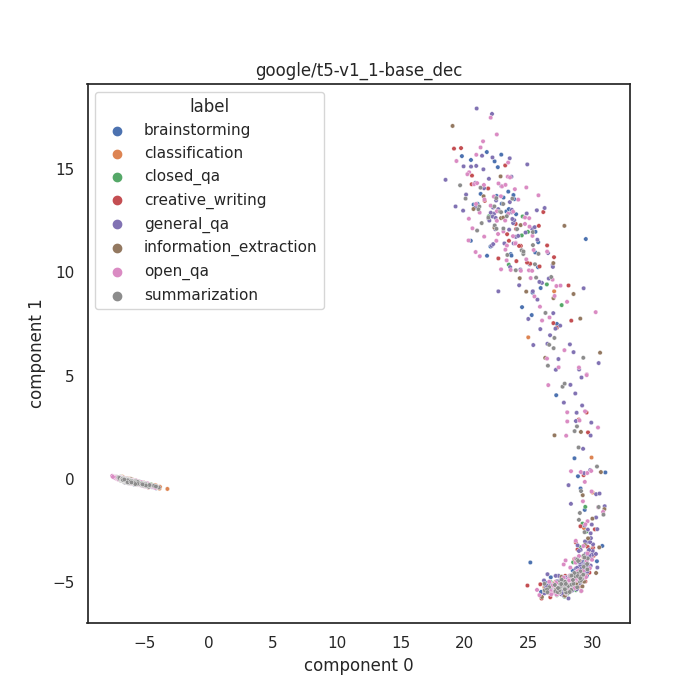 google/t5-v1_1-base_dec
label
brainstorming
classification
closed_qa
creative_writing
general_qa
information_extraction
open_qa
summarization
15
10
5
0
−5
component 1
−5
0
5
10
15
20
25
30
component 0